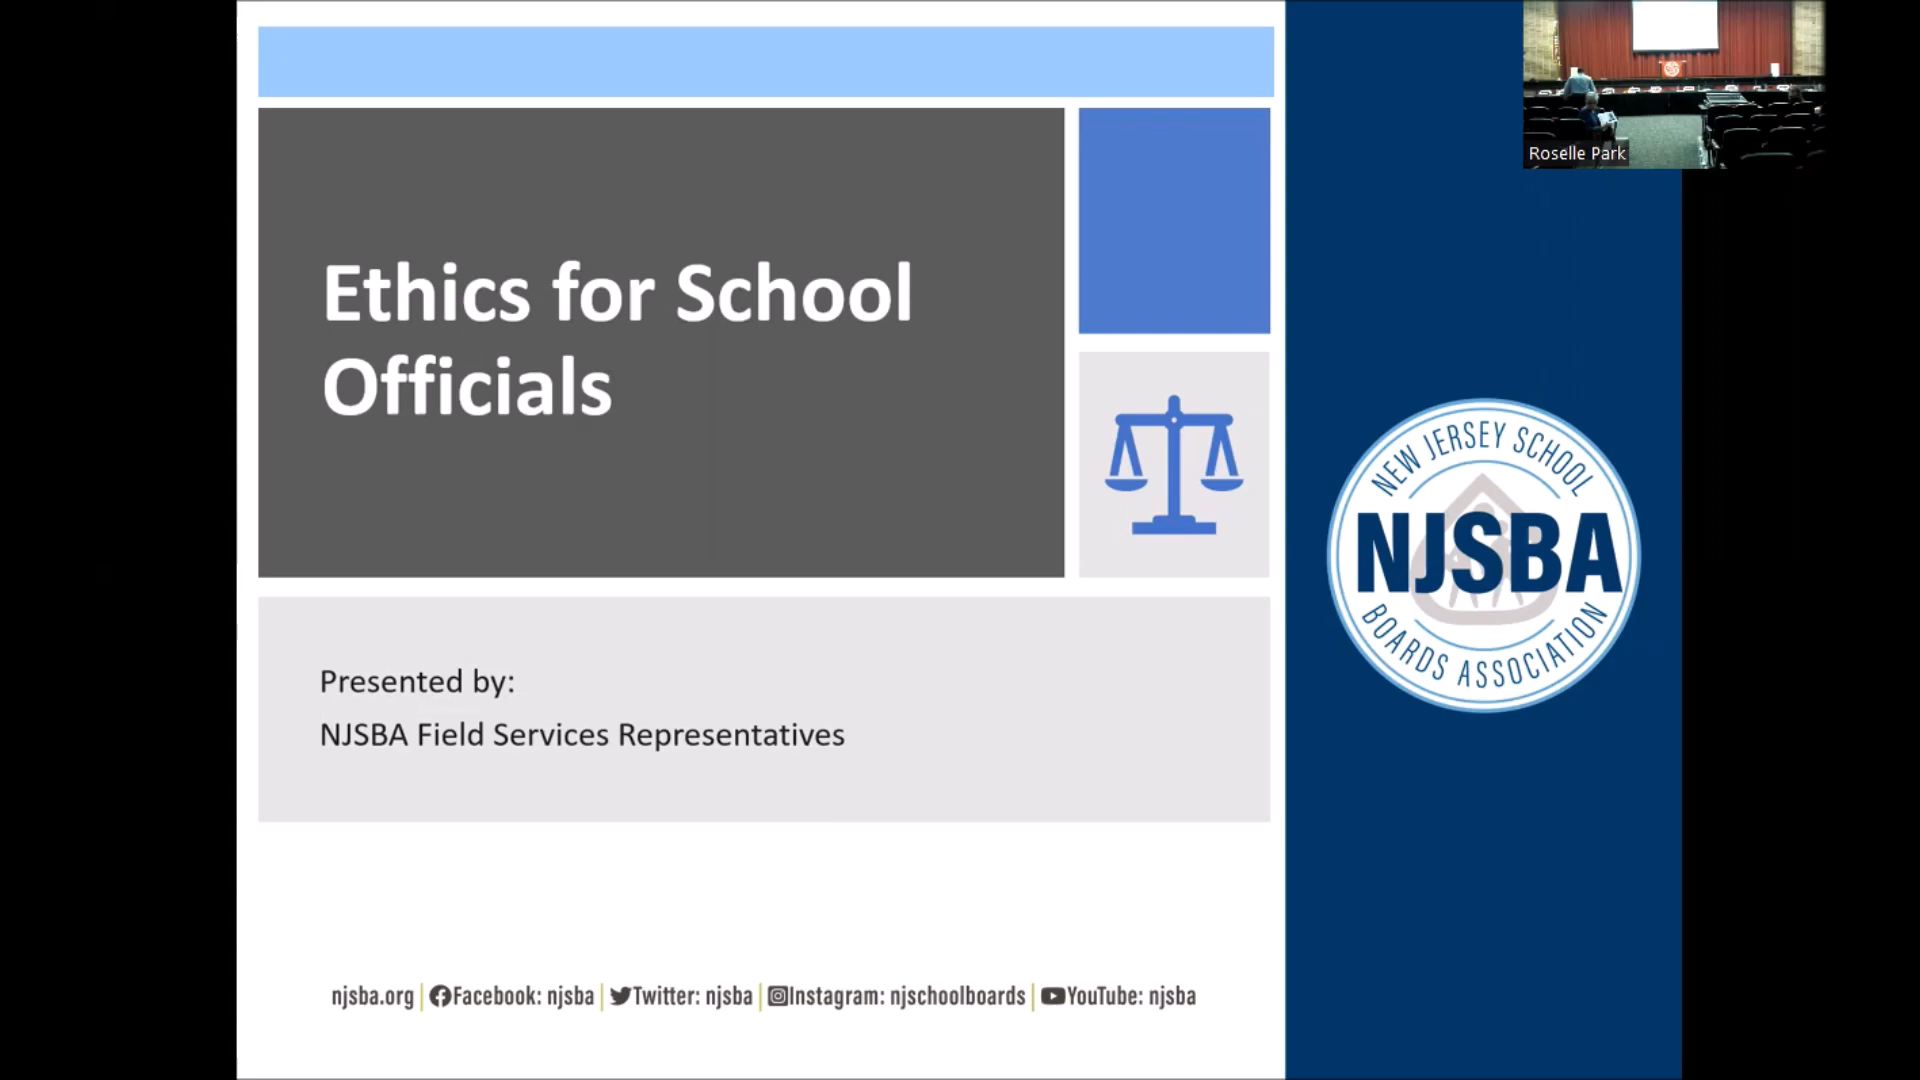 Roselle Park
Ethics for School
Officials
Presented by:
NJSBA Field Services Representatives
NEW JERSEY SCHOOL
NJSBA
BOARDS ASSOCIATION
njsba.org | Facebook: njsba | Twitter: njsba | Instagram: njschoolboards | YouTube: njsba